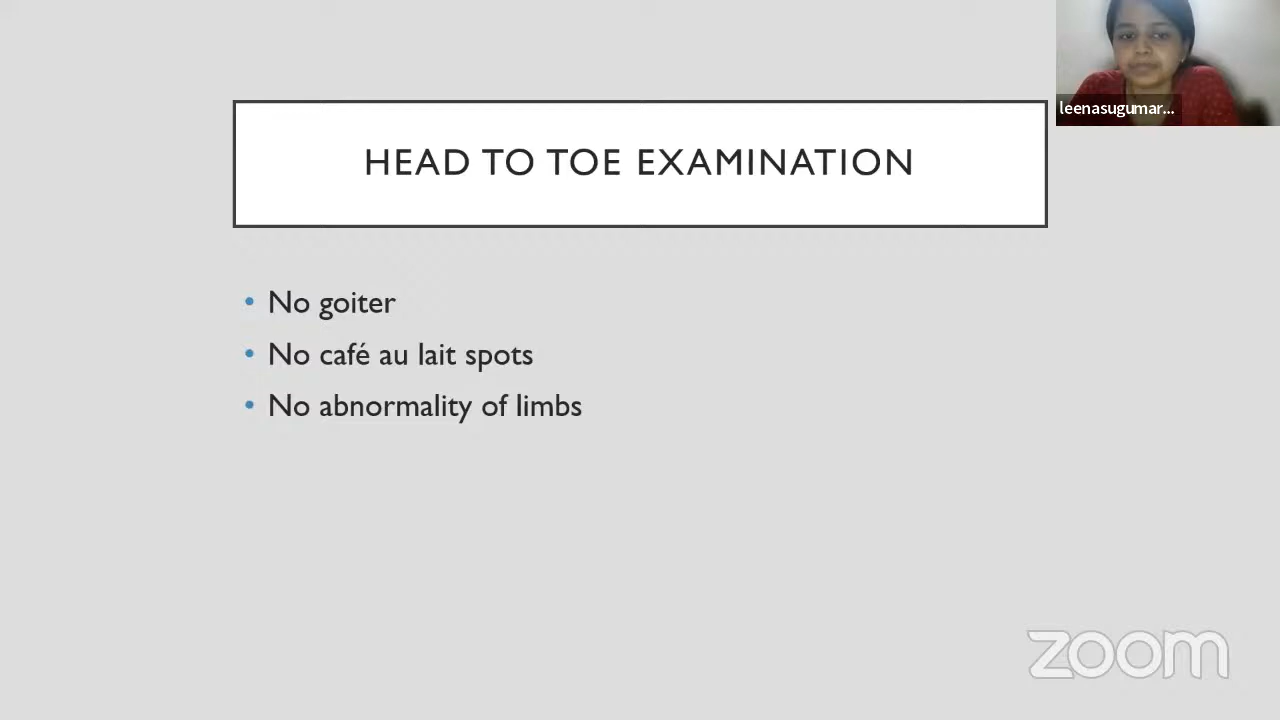 leenasugumar...
HEAD TO TOE EXAMINATION
• No goiter
• No café au lait spots
• No abnormality of limbs
zoom